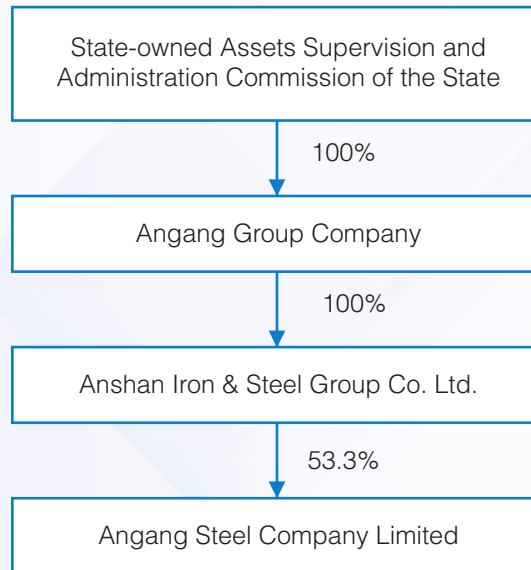 State-owned Assets Supervision and
Administration Commission of the State
100%
Angang Group Company
100%
Anshan Iron & Steel Group Co. Ltd.
53.3%
Angang Steel Company Limited